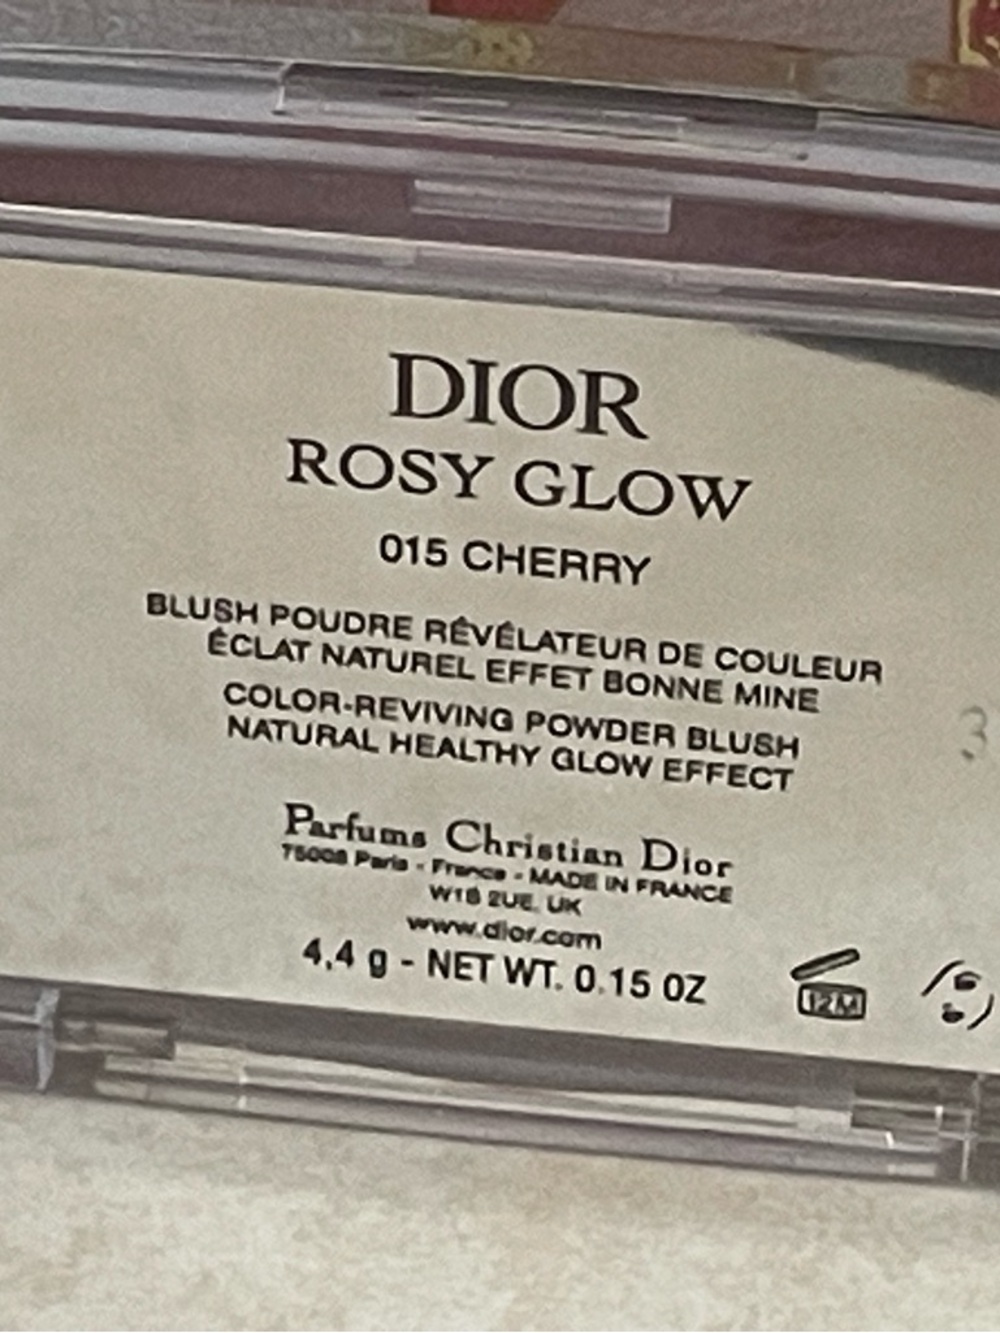 DIOR
ROSY GLOW
015 CHERRY
BLUSH POUDRE RÉVÉLATEUR DE COULEUR
ÉCLAT NATUREL EFFET BONNE MINE
COLOR-REVIVING POWDER BLUSH
NATURAL HEALTHY GLOW EFFECT
3
Parfums Christian Dior
75008 Paris - France - MADE IN FRANCE
W1S 2UE. UK
www.dior.com
4,4 g - NET WT. 0.15 OZ
12M